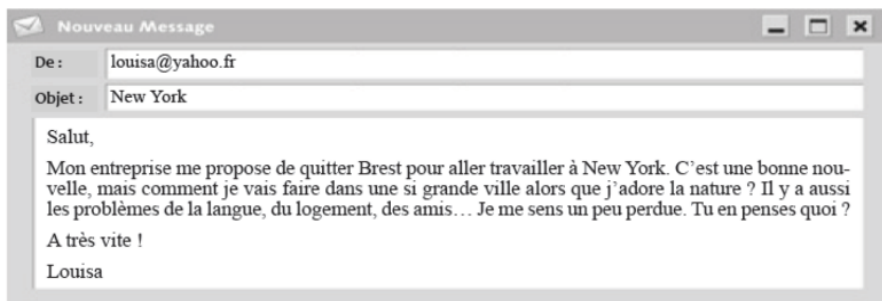 Nouveau Message
De : louisa@yahoo.fr
Objet : New York
Salut,
Mon entreprise me propose de quitter Brest pour aller travailler à New York. C’est une bonne nou-
velle, mais comment je vais faire dans une si grande ville alors que j’adore la nature ? Il y a aussi
les problèmes de la langue, du logement, des amis… Je me sens un peu perdue. Tu en penses quoi ?
A très vite !
Louisa